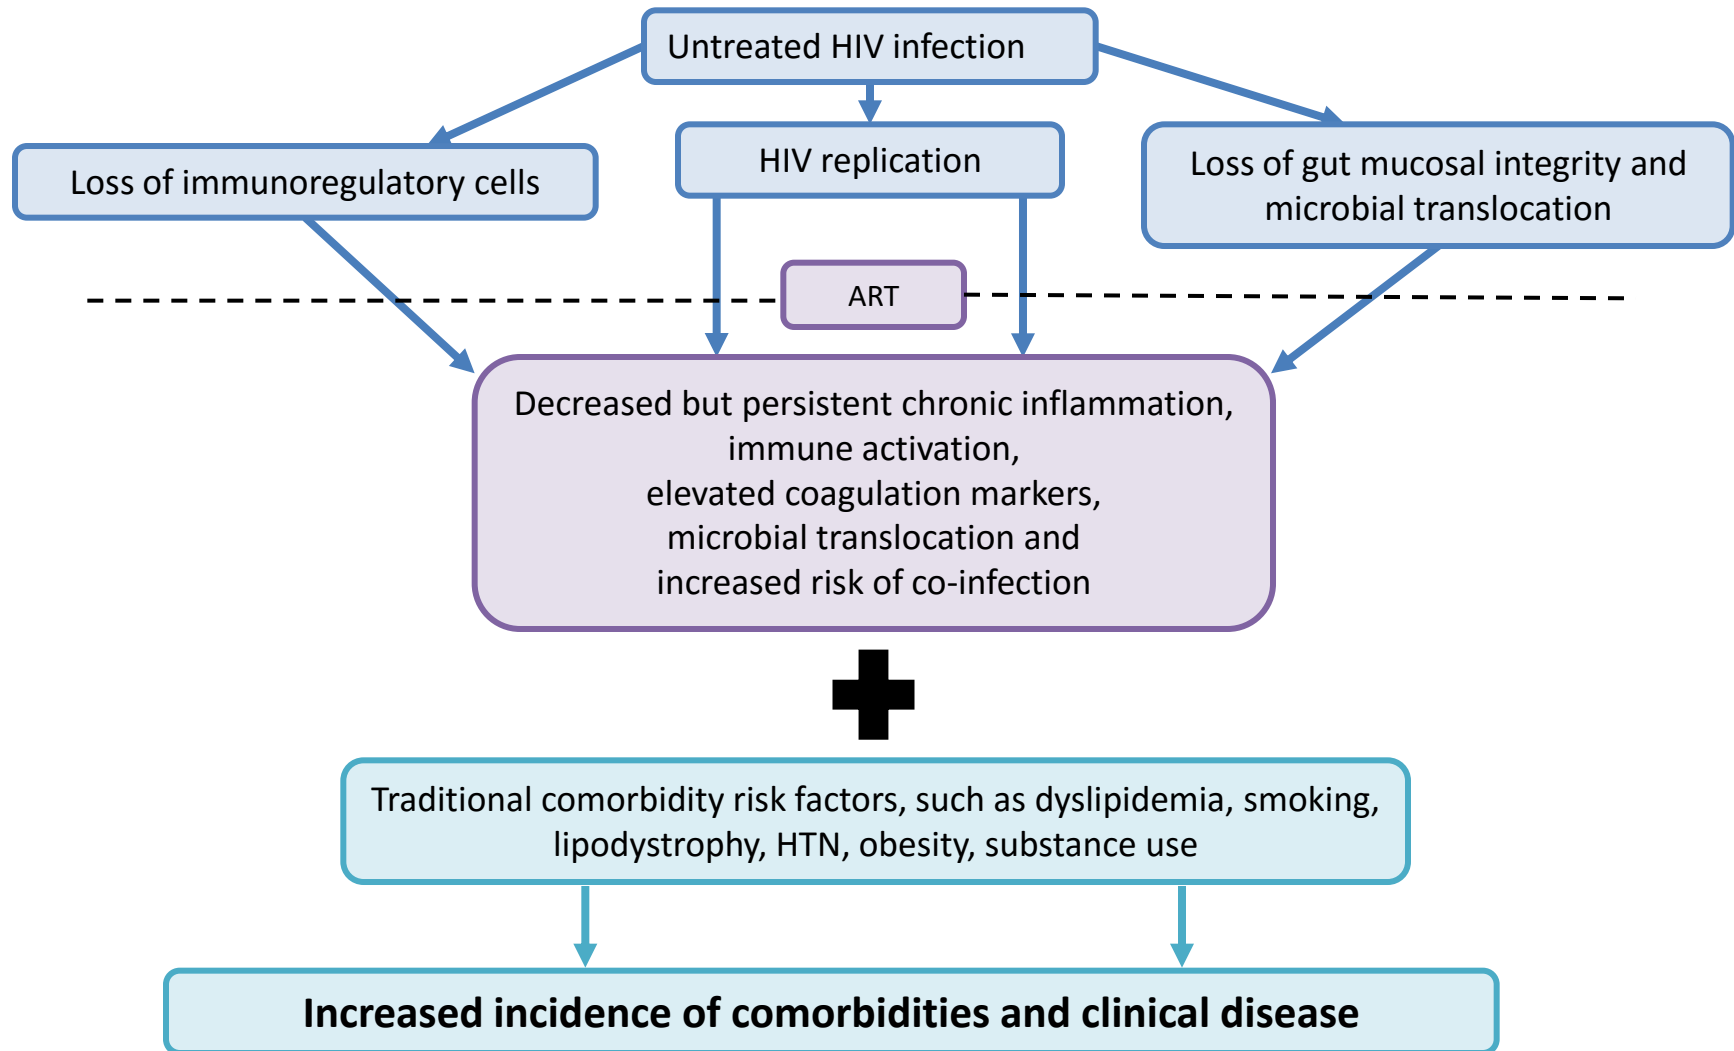 Untreated HIV infection
Loss of immunoregulatory cells
HIV replication
Loss of gut mucosal integrity and
microbial translocation
ART
Decreased but persistent chronic inflammation,
immune activation,
elevated coagulation markers,
microbial translocation and
increased risk of co-infection
Traditional comorbidity risk factors, such as dyslipidemia, smoking,
lipodystrophy, HTN, obesity, substance use
Increased incidence of comorbidities and clinical disease